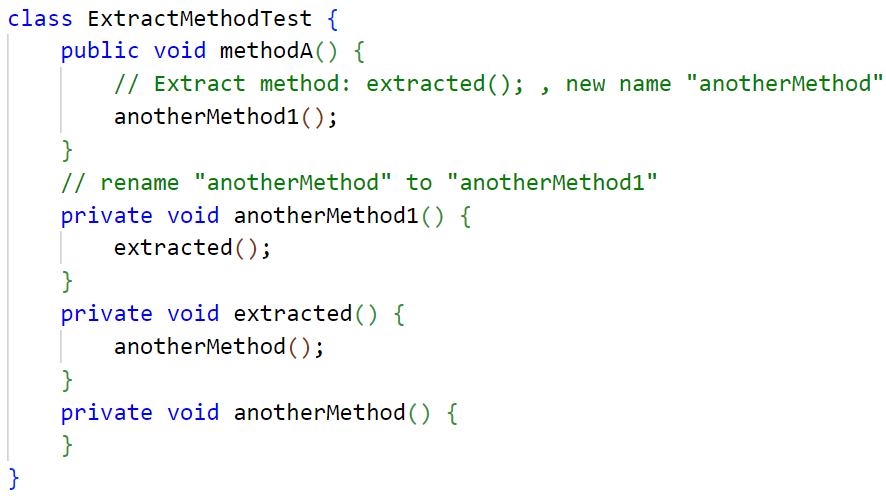 class ExtractMethodTest {
    public void methodA() {
        // Extract method: extracted(); , new name "anotherMethod"
        anotherMethod1();
    }
    // rename "anotherMethod" to "anotherMethod1"
    private void anotherMethod1() {
        extracted();
    }
    private void extracted() {
        anotherMethod();
    }
    private void anotherMethod() {
    }
}